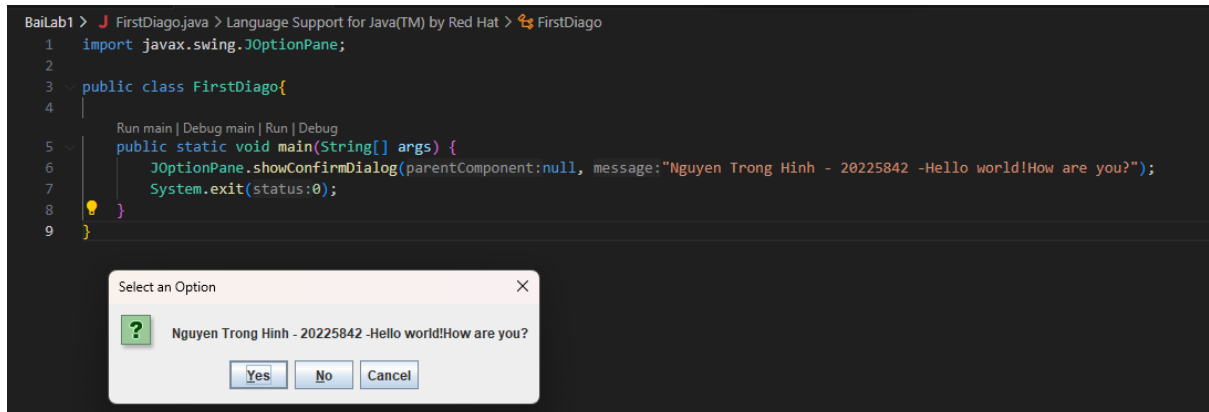 BaiLab1 > J FirstDiago.java > Language Support for Java(TM) by Red Hat > FirstDiago
1 import javax.swing.JOptionPane;
2
3 public class FirstDiago{
4
Run main | Debug main | Run | Debug
5 public static void main(String[] args) {
6 JOptionPane.showConfirmDialog(parentComponent:null, message:"Nguyen Trong Hinh - 20225842 -Hello world!How are you?");
7 System.exit(status:0);
8 }
9 }
Select an Option
? Nguyen Trong Hinh - 20225842 -Hello world!How are you?
Yes No Cancel